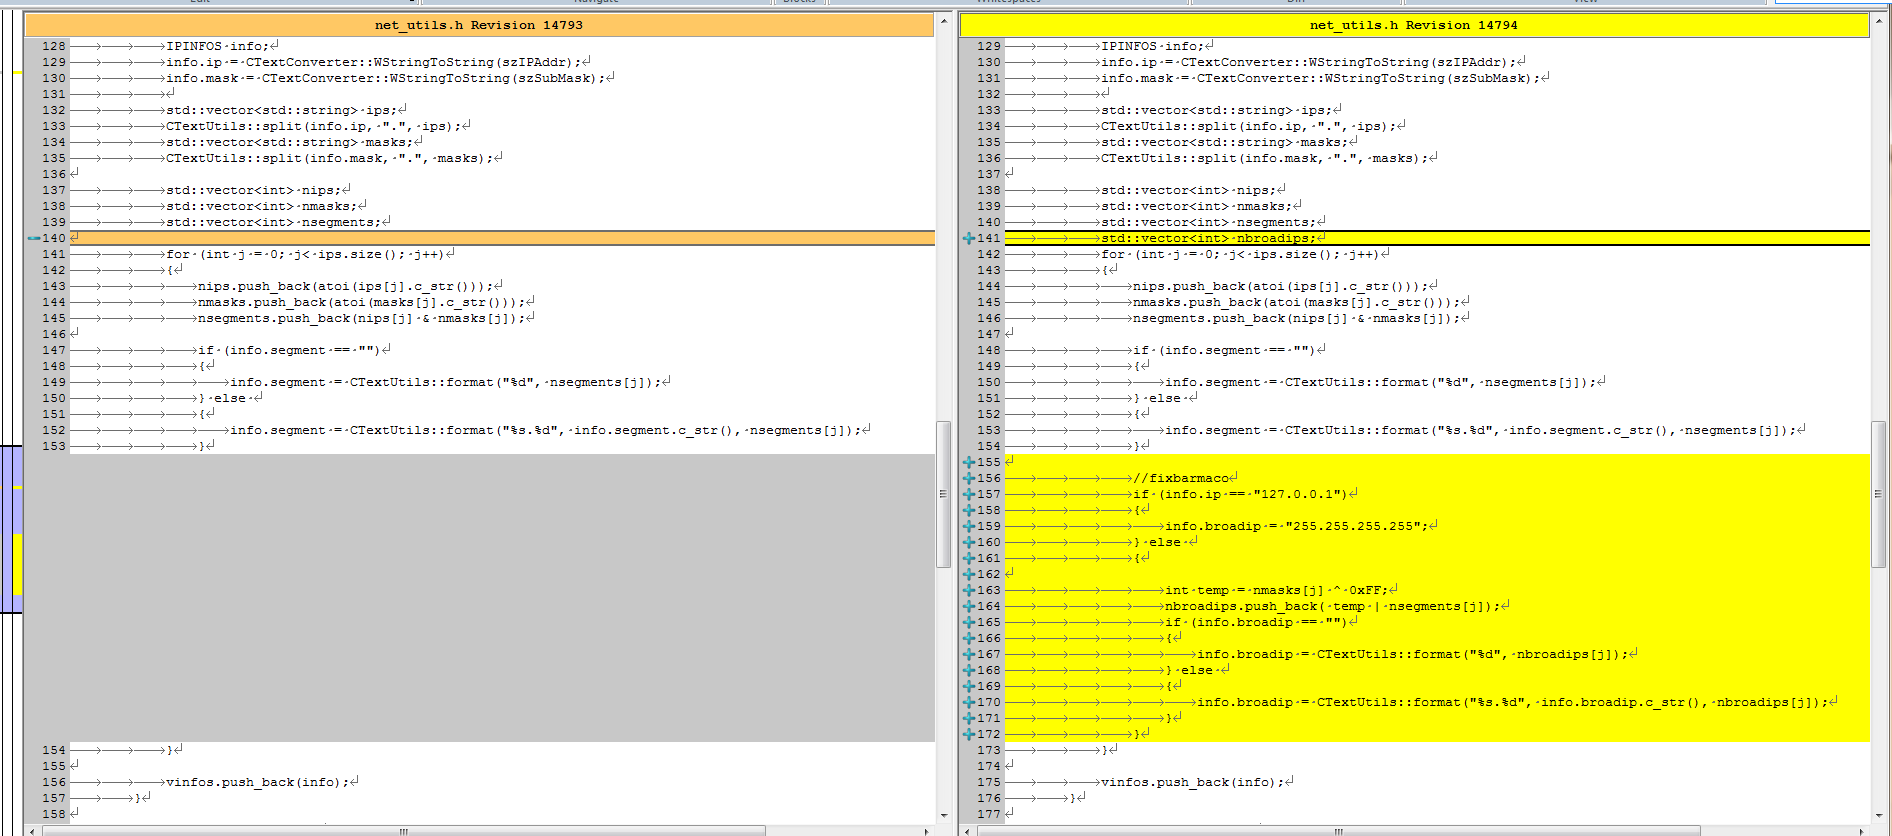 Edit
Navigate
Blocks
Whitespaces
Diff
View
net_utils.h Revision 14793
128 IPINFOS info;
129 info.ip = CTextConverter::WStringToString(szIPAddr);
130 info.mask = CTextConverter::WStringToString(szSubMask);
131
132 std::vector<std::string> ips;
133 CTextUtils::split(info.ip, ".", ips);
134 std::vector<std::string> masks;
135 CTextUtils::split(info.mask, ".", masks);
136
137 std::vector<int> nips;
138 std::vector<int> nmasks;
139 std::vector<int> nsegments;
140
141 for (int j = 0; j< ips.size(); j++)
142 {
143 nips.push_back(atoi(ips[j].c_str()));
144 nmasks.push_back(atoi(masks[j].c_str()));
145 nsegments.push_back(nips[j] & nmasks[j]);
146
147 if (info.segment == "")
148 {
149 info.segment = CTextUtils::format("%d", nsegments[j]);
150 } else
151 {
152 info.segment = CTextUtils::format("%s.%d", info.segment.c_str(), nsegments[j]);
153 }
154 }
155
156 vinfos.push_back(info);
157 }
158
net_utils.h Revision 14794
129 IPINFOS info;
130 info.ip = CTextConverter::WStringToString(szIPAddr);
131 info.mask = CTextConverter::WStringToString(szSubMask);
132
133 std::vector<std::string> ips;
134 CTextUtils::split(info.ip, ".", ips);
135 std::vector<std::string> masks;
136 CTextUtils::split(info.mask, ".", masks);
137
138 std::vector<int> nips;
139 std::vector<int> nmasks;
140 std::vector<int> nsegments;
141 std::vector<int> nbroadips;
142 for (int j = 0; j< ips.size(); j++)
143 {
144 nips.push_back(atoi(ips[j].c_str()));
145 nmasks.push_back(atoi(masks[j].c_str()));
146 nsegments.push_back(nips[j] & nmasks[j]);
147
148 if (info.segment == "")
149 {
150 info.segment = CTextUtils::format("%d", nsegments[j]);
151 } else
152 {
153 info.segment = CTextUtils::format("%s.%d", info.segment.c_str(), nsegments[j]);
154 }
155
156 //fixbarmaco
157 if (info.ip == "127.0.0.1")
158 {
159 info.broadip = "255.255.255.255";
160 } else
161 {
162
163 int temp = nmasks[j] ^ 0xFF;
164 nbroadips.push_back( temp | nsegments[j]);
165 if (info.broadip == "")
166 {
167 info.broadip = CTextUtils::format("%d", nbroadips[j]);
168 } else
169 {
170 info.broadip = CTextUtils::format("%s.%d", info.broadip.c_str(), nbroadips[j]);
171 }
172 }
173 }
174
175 vinfos.push_back(info);
176 }
177